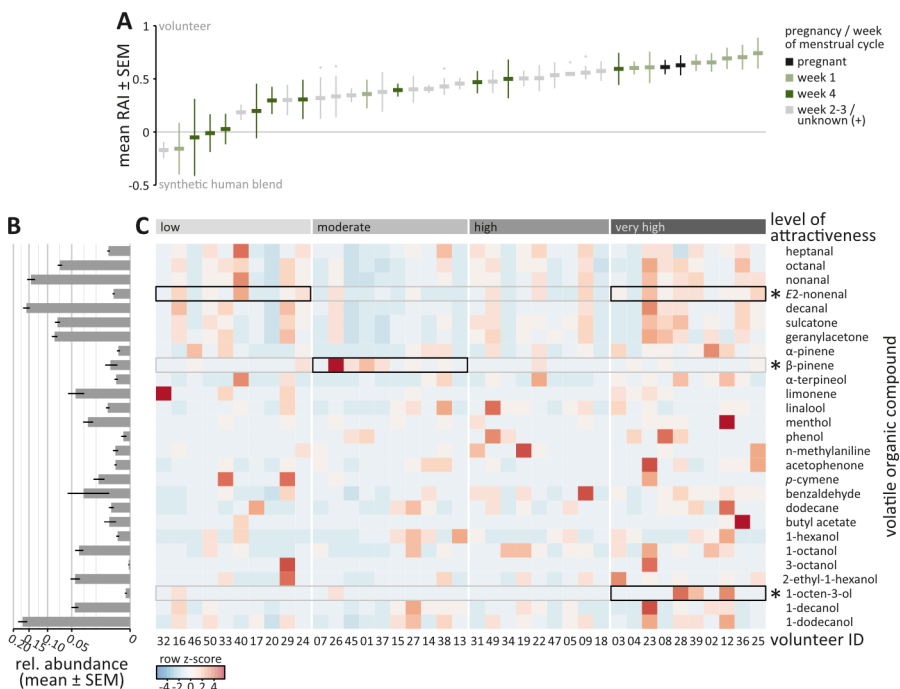 A
1
0.5
0
-0.5
mean RAI ± SEM
volunteer
synthetic human blend
pregnancy / week
of menstrual cycle
pregnant
week 1
week 4
week 2-3 /
unknown (+)
B
C
low
moderate
high
very high
level of
attractiveness
heptanal
octanal
nonanal
* E2-nonenal
decanal
sulcatone
geranylacetone
α-pinene
* β-pinene
α-terpineol
limonene
linalool
menthol
phenol
n-methylaniline
acetophenone
p-cymene
benzaldehyde
dodecane
butyl acetate
1-hexanol
1-octanol
3-octanol
2-ethyl-1-hexanol
* 1-octen-3-ol
1-decanol
1-dodecanol
volatile organic compound
32 16 46 50 33 40 17 20 29 24 07 26 45 01 37 15 27 14 38 13 31 49 34 19 22 47 05 09 18 03 04 23 08 28 39 02 12 36 25 volunteer ID
0.20 0.15 0.10 0.05 0
rel. abundance
(mean ± SEM)
row z-score
-4 -2 0 2 4